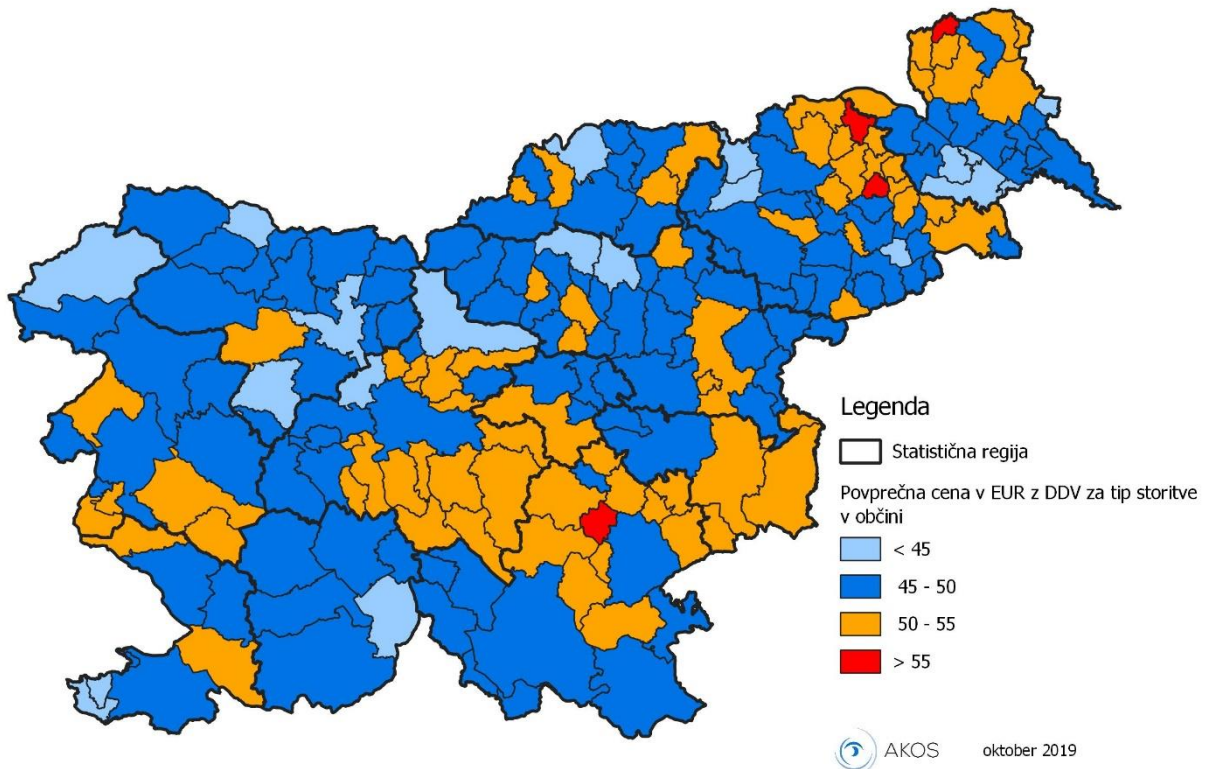 Legenda
Statistična regija
Povprečna cena v EUR z DDV za tip storitve
v občini
< 45
45 - 50
50 - 55
> 55
AKOS oktober 2019